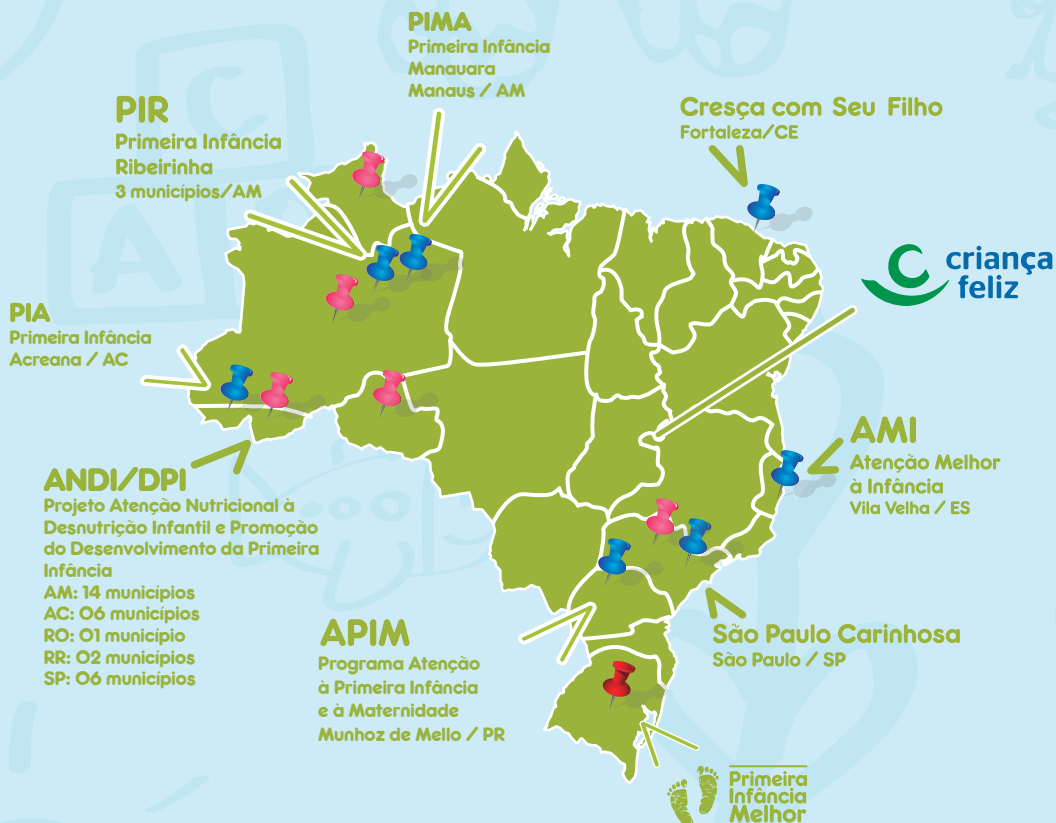 PIMA
Primeira Infância
Manauara
Manaus / AM
PIR
Primeira Infância
Ribeirinha
3 municípios/AM
Cresça com Seu Filho
Fortaleza/CE
criança
feliz
PIA
Primeira Infância
Acreana / AC
AMI
Atenção Melhor
à Infância
Vila Velha / ES
ANDI/DPI
Projeto Atenção Nutricional à
Desnutrição Infantil e Promoção
do Desenvolvimento da Primeira
Infância
AM: 14 municípios
AC: 06 municípios
RO: 01 município
RR: 02 municípios
SP: 06 municípios
APIM
Programa Atenção
à Primeira Infância
e à Maternidade
Munhoz de Mello / PR
São Paulo Carinhosa
São Paulo / SP
Primeira
Infância
Melhor
A
C